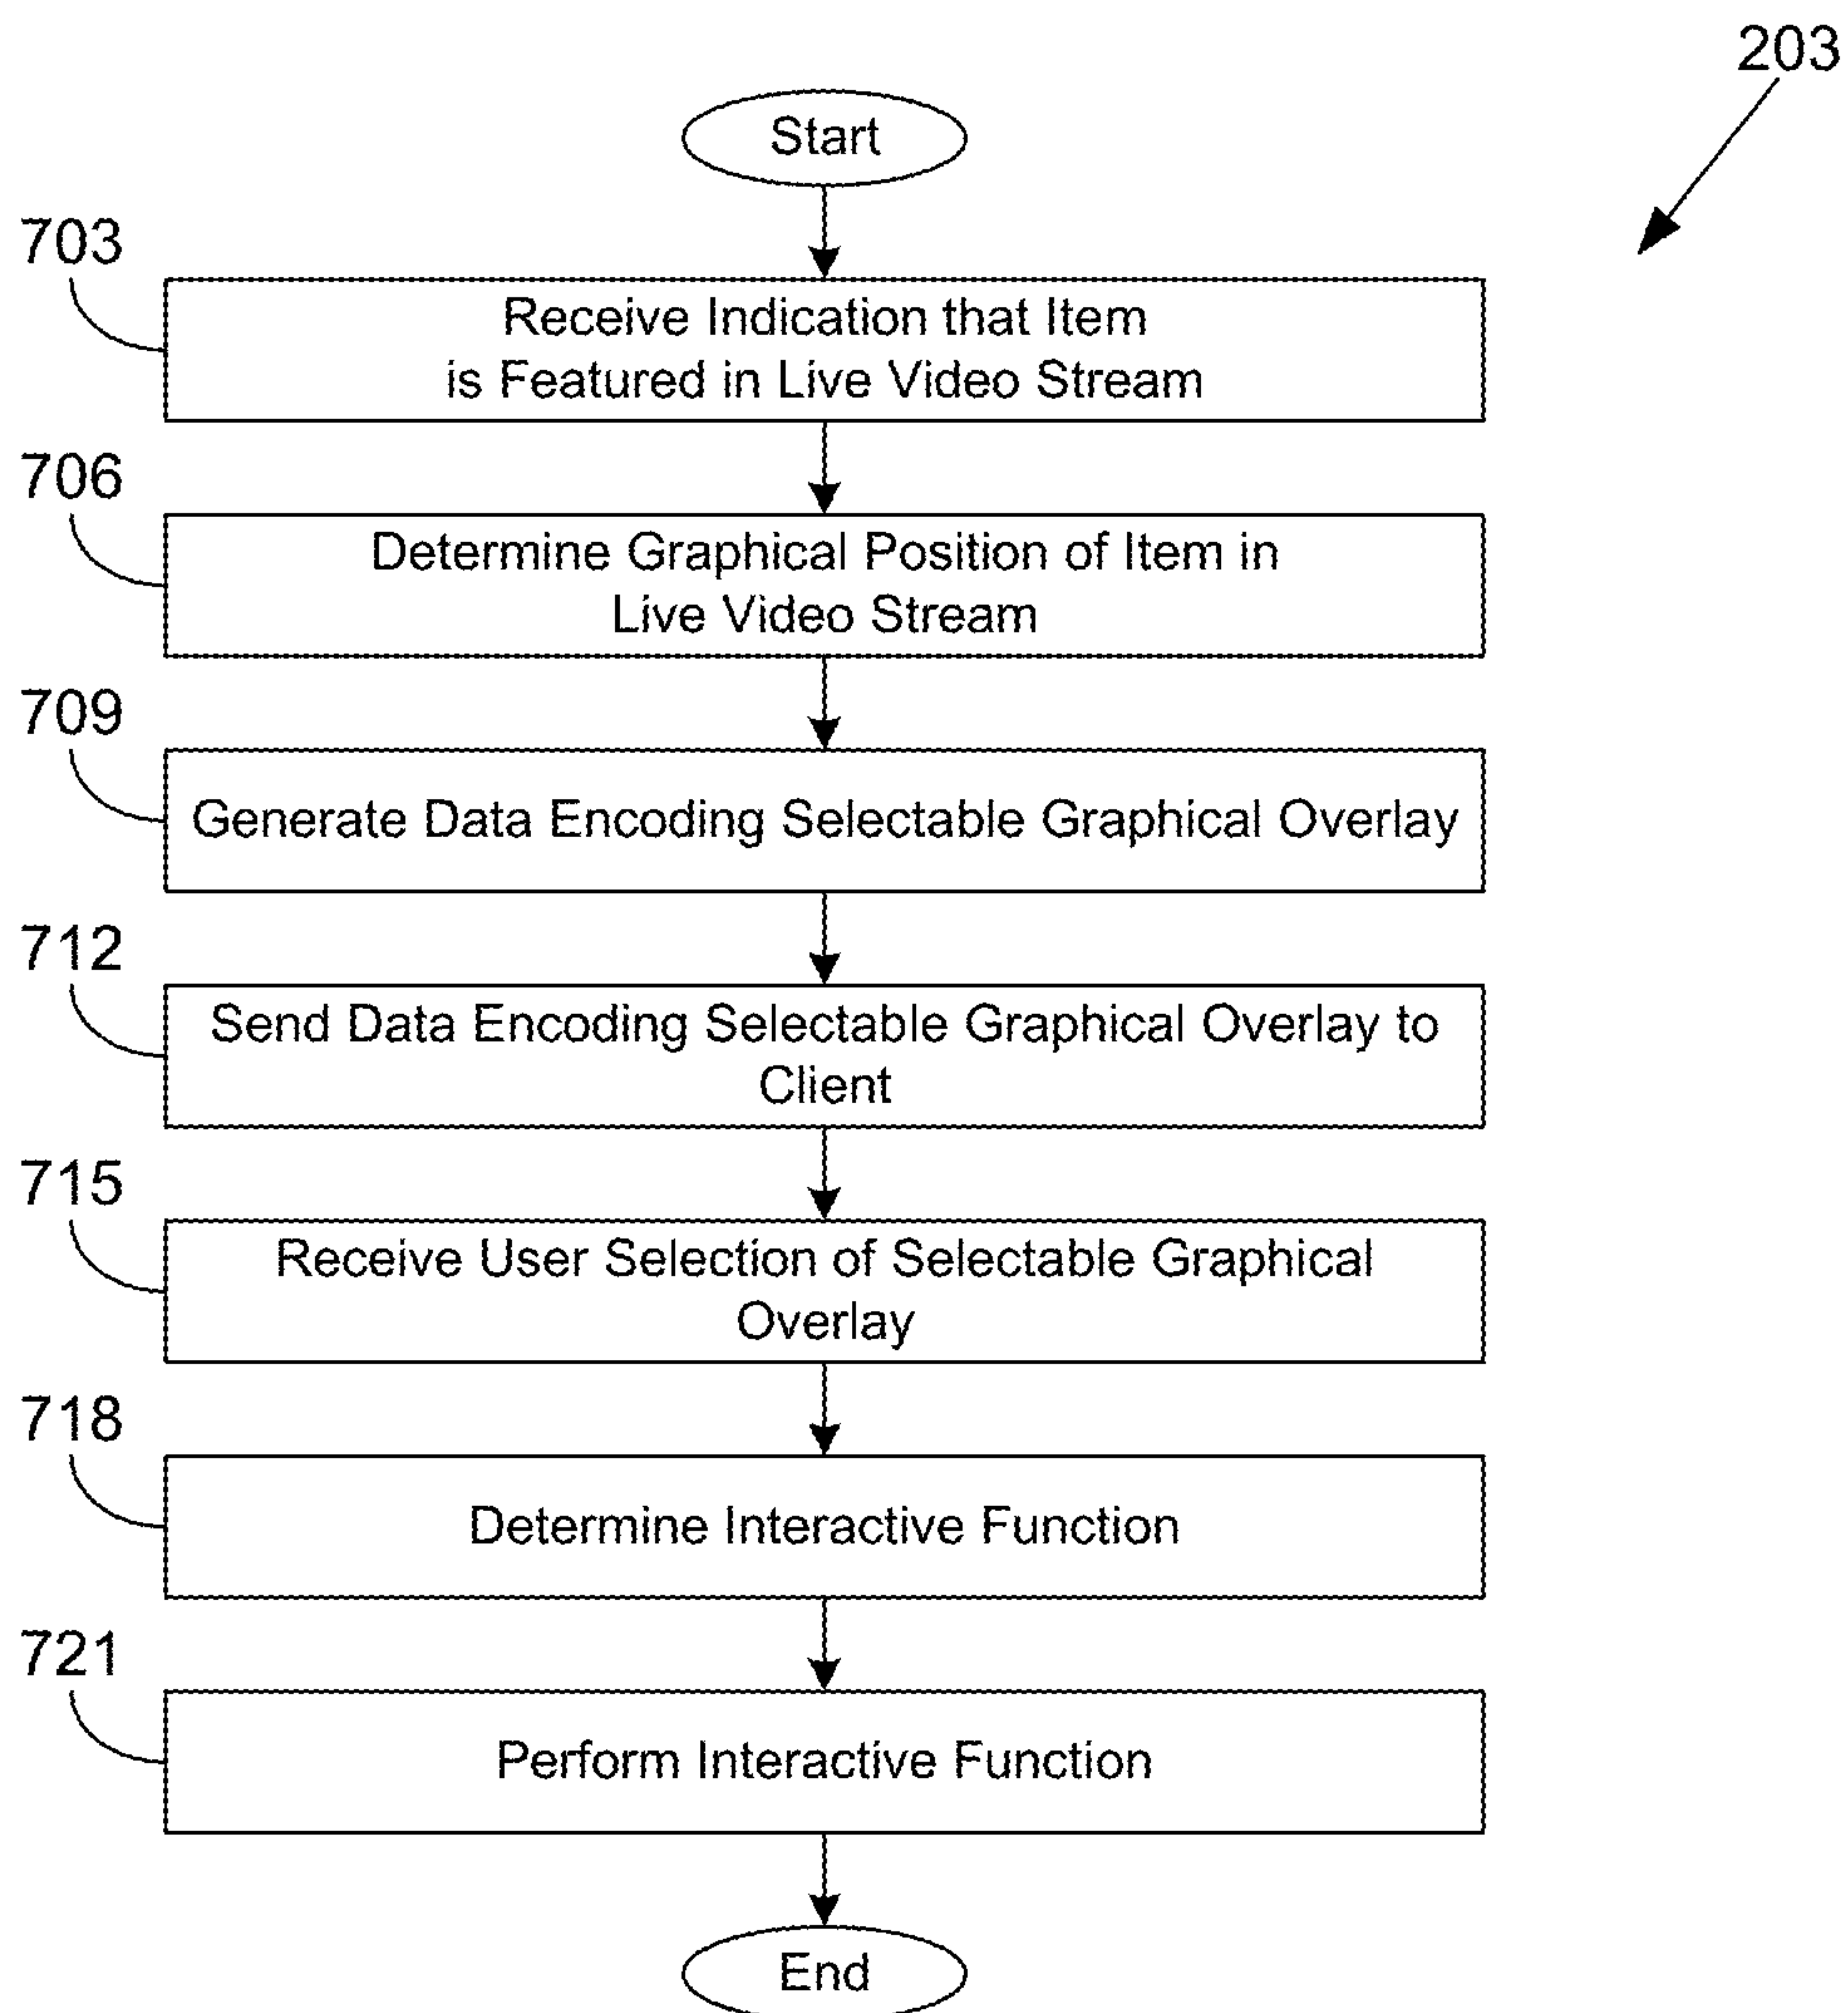 203
Start
703
Receive Indication that Item
is Featured in Live Video Stream
706
Determine Graphical Position of Item in
Live Video Stream
709
Generate Data Encoding Selectable Graphical Overlay
712
Send Data Encoding Selectable Graphical Overlay to
Client
715
Receive User Selection of Selectable Graphical
Overlay
718
Determine Interactive Function
721
Perform Interactive Function
End